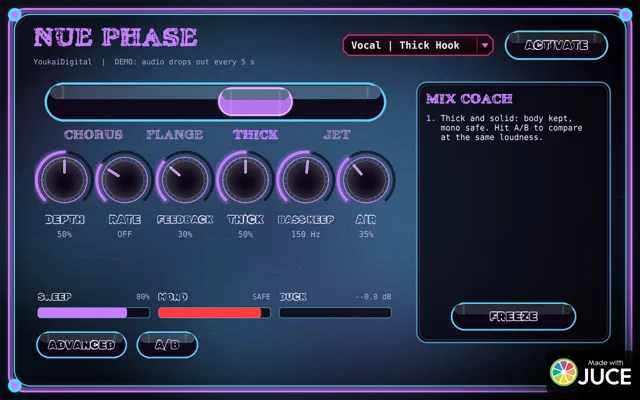 NUE PHASE
YoukaiDigital | DEMO: audio drops out every 5 s
Vocal | Thick Hook
ACTIVATE
CHORUS FLANGE THICK JET
DEPTH RATE FEEDBACK THICK BASS KEEP AIR
50% OFF 30% 50% 150 Hz 35%
SWEEP 80% MONO SAFE DUCK --0.0 dB
ADVANCED A/B
MIX COACH
1. Thick and solid: body kept,
mono safe. Hit A/B to compare
at the same loudness.
FREEZE
Made with
JUCE